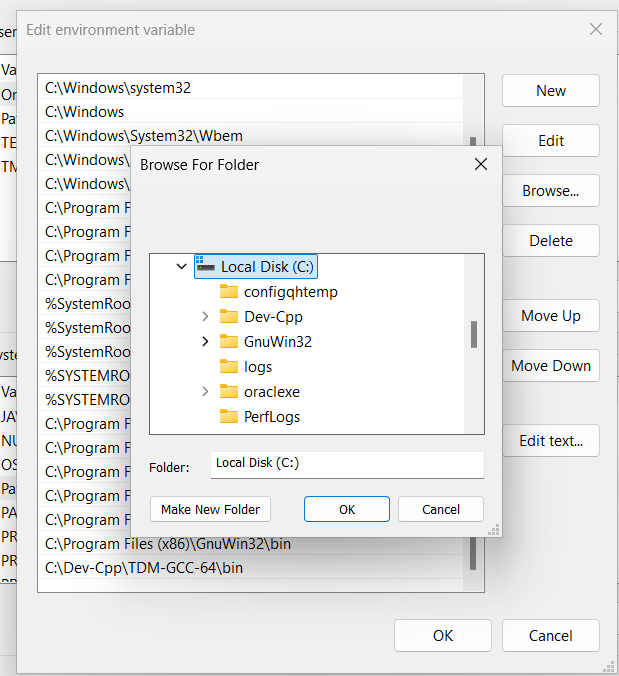 Edit environment variable
C:\Windows\system32
C:\Windows
C:\Windows\System32\Wbem
C:\Windows\
C:\Windows\
C:\Program F
C:\Program F
C:\Program F
C:\Program F
%SystemRoo
%SystemRoo
%SystemRoo
%SYSTEMRO
%SYSTEMRO
C:\Program F
C:\Program F
C:\Program F
C:\Program F
C:\Program F
C:\Program Files (x86)\GnuWin32\bin
C:\Dev-Cpp\TDM-GCC-64\bin
New
Edit
Browse...
Delete
Move Up
Move Down
Edit text...
OK
Cancel
Browse For Folder
Local Disk (C:)
configqhtemp
Dev-Cpp
GnuWin32
logs
oraclexe
PerfLogs
Folder:
Local Disk (C:)
Make New Folder
OK
Cancel
ser
Va
On
Pa
TE
TM
yste
Va
JA
NU
OS
Pa
PA
PR
PR